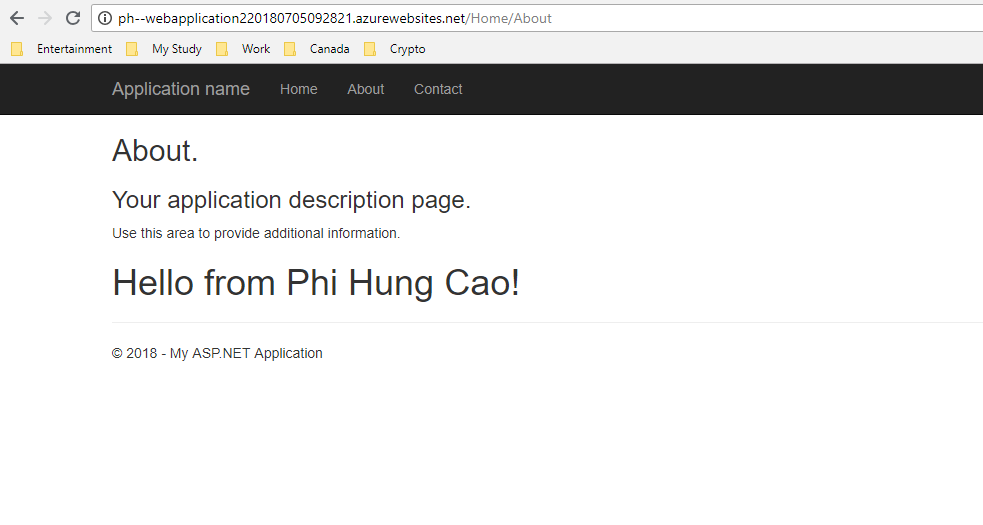 ph--webapplication220180705092821.azurewebsites.net/Home/About
Entertainment My Study Work Canada Crypto
Application name Home About Contact
About.
Your application description page.
Use this area to provide additional information.
Hello from Phi Hung Cao!
© 2018 - My ASP.NET Application